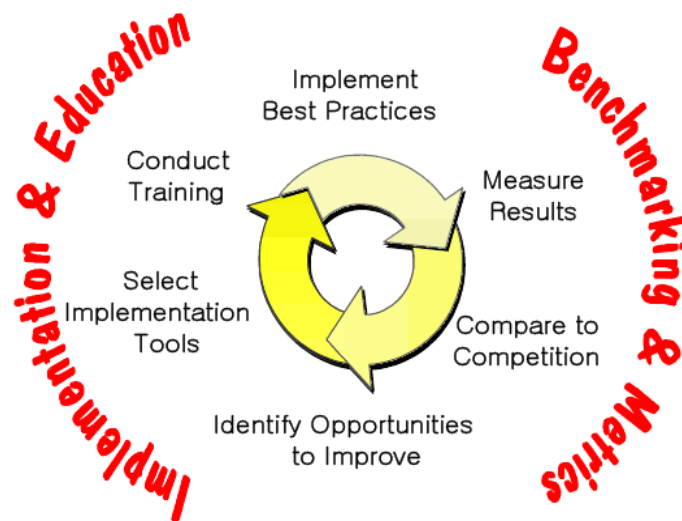 Implementation & Education
Benchmarking & Metrics
Implement
Best Practices
Measure
Results
Compare to
Competition
Identify Opportunities
to Improve
Select
Implementation
Tools
Conduct
Training